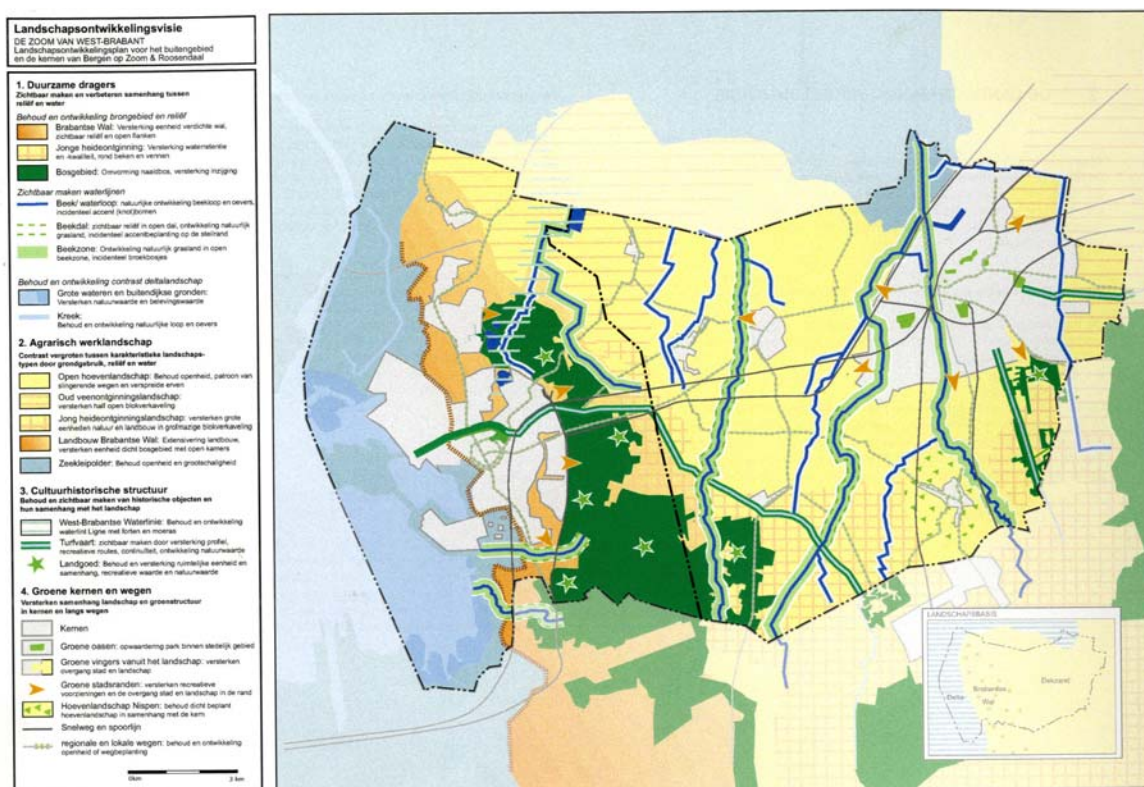 Landschapsontwikkelingsvisie
DE ZOOM VAN WEST-BRABANT
Landschapsontwikkelingsplan voor het buitengebied
en de kernen van Bergen op Zoom & Roosendaal
1. Duurzame dragers
Zichtbaar maken en verbeteren samenhang tussen
reliëf en water
Behoud en ontwikkeling brongebied en reliëf
Brabantse Wal: Versterking eenheid verdichte wal,
zichtbaar reliëf en open flanken
Jonge heideontginning: Versterking waterretentie
en -kwaliteit, rond beken en vennen
Bosgebied: Omvorming naaldbos, versterking inzijging
Zichtbaar maken waterlijnen
Beek/ waterloop: natuurlijke ontwikkeling beekloop en oevers,
incidenteel accent (knot)bomen
Beekdal: zichtbaar reliëf in open dal, ontwikkeling natuurlijk
grasland, incidenteel accentbeplanting op de steilrand
Beekzone: Ontwikkeling natuurlijk grasland in open
beekzone, incidenteel broekbosjes
Behoud en ontwikkeling contrast deltalandschap
Grote wateren en buitendijkse gronden:
Versterken natuurwaarde en belevingswaarde
Kreek:
Behoud en ontwikkeling natuurlijke loop en oevers
2. Agrarisch werklandschap
Contrast vergroten tussen karakteristieke landschaps-
typen door grondgebruik, reliëf en water
Open hoevenlandschap: Behoud openheid, patroon van
slingerende wegen en verspreide erven
Oud veenontginningslandschap:
versterken half open blokverkaveling
Jong heideontginningslandschap: versterken grote
eenheden natuur en landbouw in grofmazige blokverkaveling
Landbouw Brabantse Wal: Extensivering landbouw,
versterken eenheid dicht bosgebied met open kamers
Zeekleipolder: Behoud openheid en grootschaligheid
3. Cultuurhistorische structuur
Behoud en zichtbaar maken van historische objecten en
hun samenhang met het landschap
West-Brabantse Waterlinie: Behoud en ontwikkeling
waterlint Ligne met forten en moeras
Turfvaart: zichtbaar maken door versterking profiel,
recreatieve routes, continuïteit, ontwikkeling natuurwaarde
Landgoed: Behoud en versterking ruimtelijke eenheid en
samenhang, recreatieve waarde en natuurwaarde
4. Groene kernen en wegen
Versterken samenhang landschap en groenstructuur
in kernen en langs wegen
Kernen
Groene oasen: opwaardering park binnen stedelijk gebied
Groene vingers vanuit het landschap: versterken
overgang stad en landschap
Groene stadsranden: versterken recreatieve
voorzieningen en de overgang stad en landschap in de rand
Hoevenlandschap Nispen: behoud dicht beplant
hoevenlandschap in samenhang met de kern
Snelweg en spoorlijn
regionale en lokale wegen: behoud en ontwikkeling
openheid of wegbeplanting
0km 2 km
LANDSCHAPSBASIS
Delta
Brabantse
Wal
Dekzand